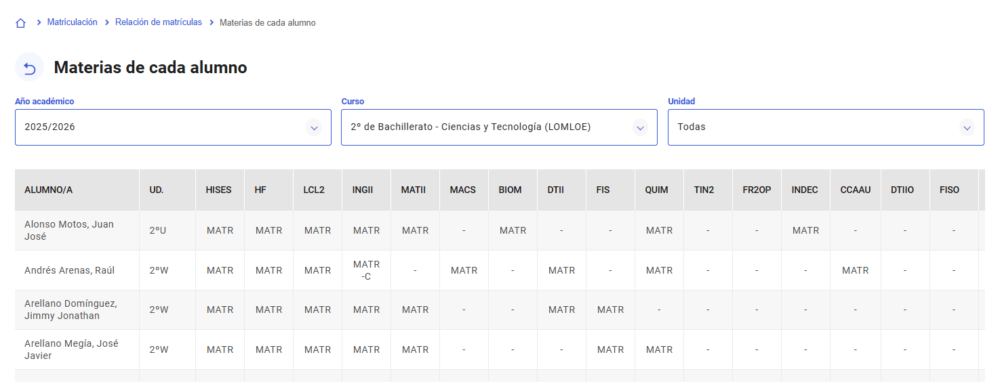 Matriculación Relación de matrículas Materias de cada alumno
Materias de cada alumno
Año académico Curso Unidad
2025/2026 2º de Bachillerato - Ciencias y Tecnología (LOMLOE) Todas
ALUMNO/A UD. HISES HF LCL2 INGII MATII MACS BIOM DTII FIS QUIM TIN2 FR2OP INDEC CCAAU DTIIO FISO
Alonso Motos, Juan
José 2ºU MATR MATR MATR MATR MATR - MATR - - MATR - - MATR - - -
Andrés Arenas, Raúl 2ºW MATR MATR MATR MATR
-C - MATR - MATR - MATR - - - MATR - -
Arellano Domínguez,
Jimmy Jonathan 2ºW MATR MATR MATR MATR MATR - - MATR MATR - - - - - - -
Arellano Megía, José
Javier 2ºW MATR MATR MATR MATR MATR - - - MATR MATR - - - - - -